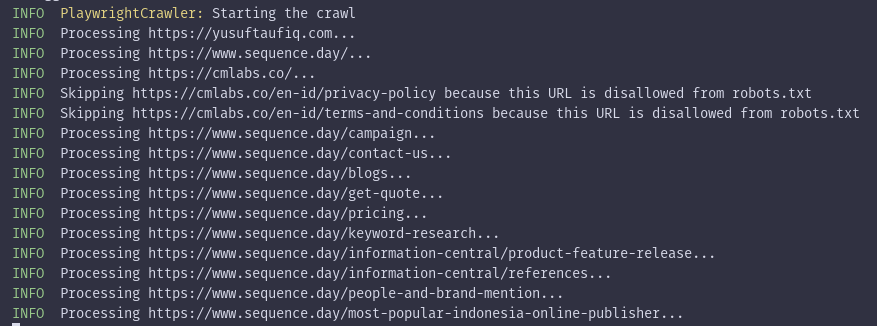 INFO  PlaywrightCrawler: Starting the crawl
INFO  Processing https://yusuftaufiq.com...
INFO  Processing https://www.sequence.day/...
INFO  Processing https://cmlabs.co/...
INFO  Skipping https://cmlabs.co/en-id/privacy-policy because this URL is disallowed from robots.txt
INFO  Skipping https://cmlabs.co/en-id/terms-and-conditions because this URL is disallowed from robots.txt
INFO  Processing https://www.sequence.day/campaign...
INFO  Processing https://www.sequence.day/contact-us...
INFO  Processing https://www.sequence.day/blogs...
INFO  Processing https://www.sequence.day/get-quote...
INFO  Processing https://www.sequence.day/pricing...
INFO  Processing https://www.sequence.day/keyword-research...
INFO  Processing https://www.sequence.day/information-central/product-feature-release...
INFO  Processing https://www.sequence.day/information-central/references...
INFO  Processing https://www.sequence.day/people-and-brand-mention...
INFO  Processing https://www.sequence.day/most-popular-indonesia-online-publisher...